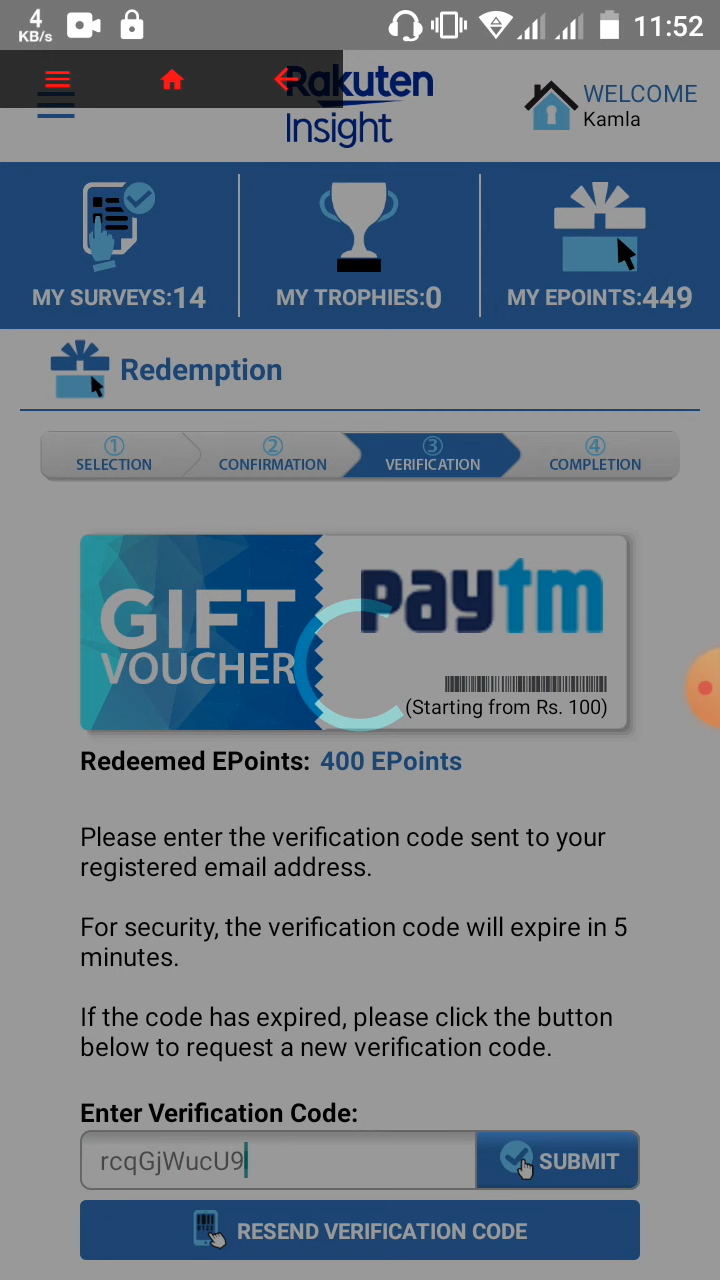 4
KB/s
11:52
Rakuten
Insight
WELCOME
Kamla
MY SURVEYS:14
MY TROPHIES:0
MY EPOINTS:449
Redemption
1
SELECTION
2
CONFIRMATION
3
VERIFICATION
4
COMPLETION
GIFT
VOUCHER
paytm
(Starting from Rs. 100)
Redeemed EPoints: 400 EPoints
Please enter the verification code sent to your
registered email address.
For security, the verification code will expire in 5
minutes.
If the code has expired, please click the button
below to request a new verification code.
Enter Verification Code:
rcqGjWucU9
SUBMIT
RESEND VERIFICATION CODE